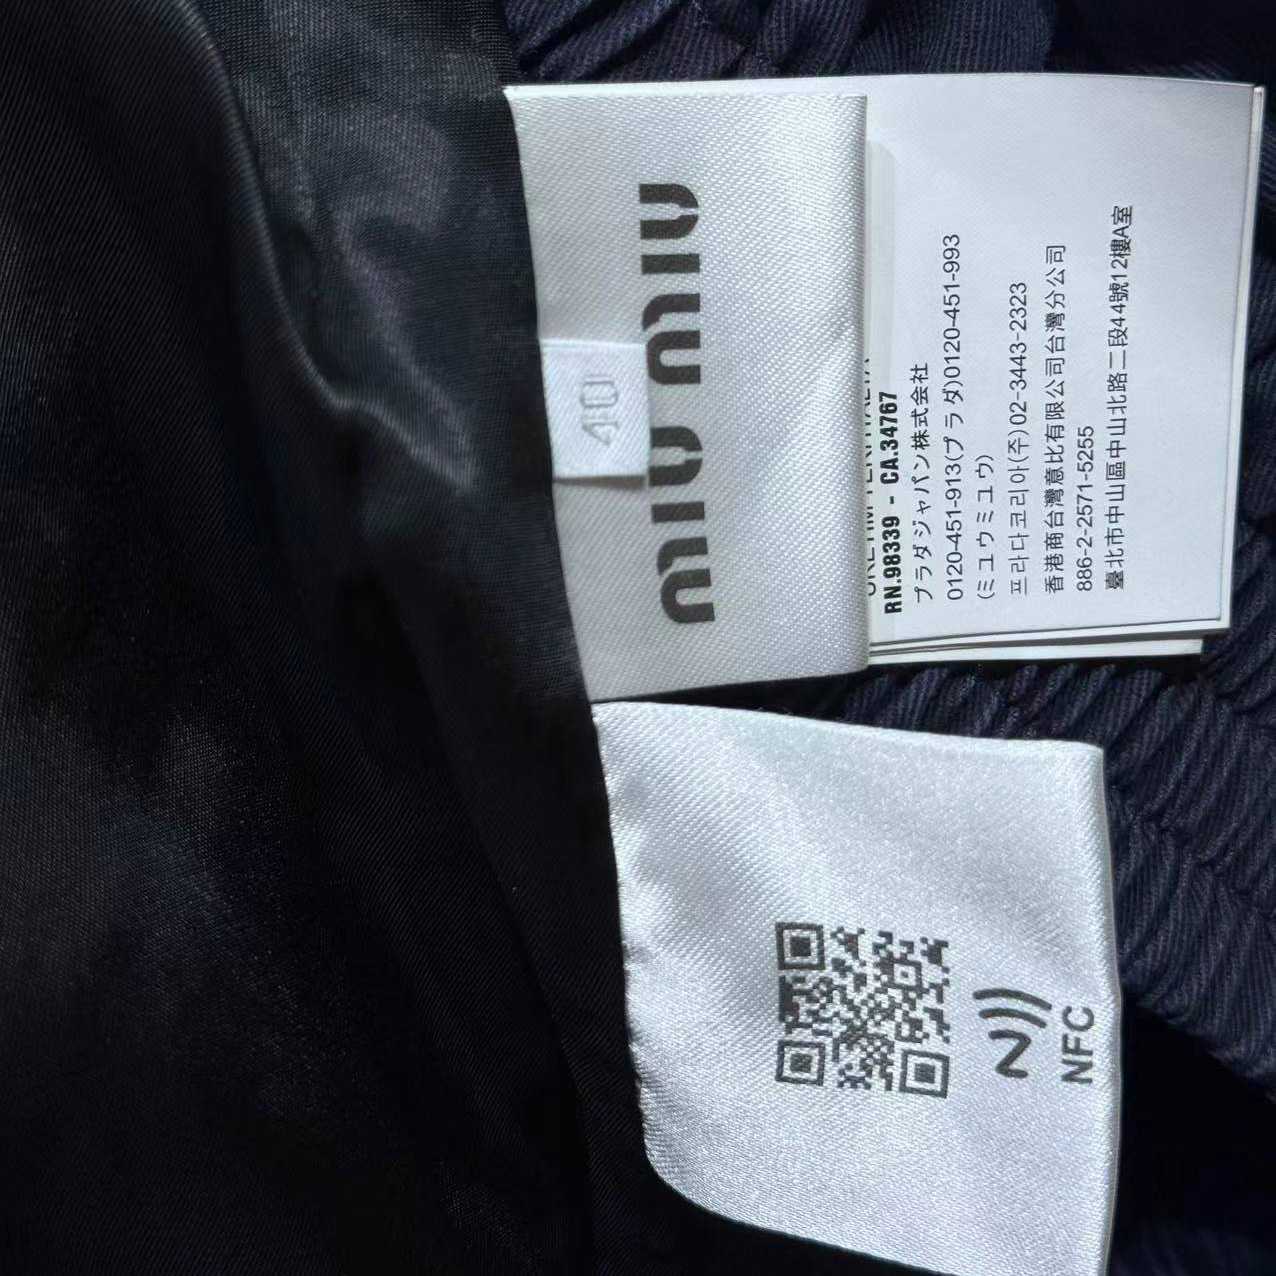 miu miu
40
RN.98339 - CA.34767
プラダジャパン株式会社
0120-451-913(プラダ)0120-451-993
(ミュウミュウ)
프라다코리아(주)02-3443-2323
香港商台灣意比有限公司台灣分公司
886-2-2571-5255
臺北市中山區中山北路二段44號12樓A室
NFC